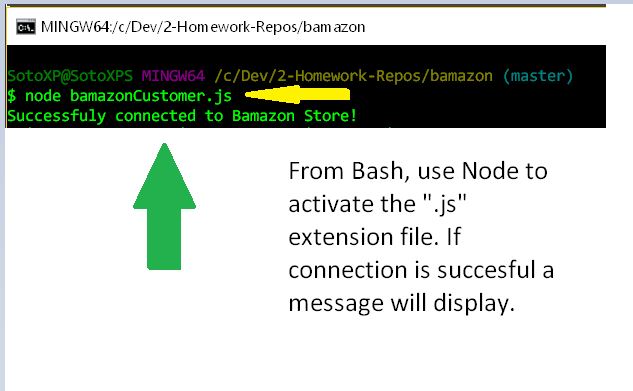 MINGW64:/c/Dev/2-Homework-Repos/bamazon
SotoXP@SotoXPS MINGW64 /c/Dev/2-Homework-Repos/bamazon (master)
$ node bamazonCustomer.js
Successfuly connected to Bamazon Store!
From Bash, use Node to
activate the ".js"
extension file. If
connection is succesful a
message will display.